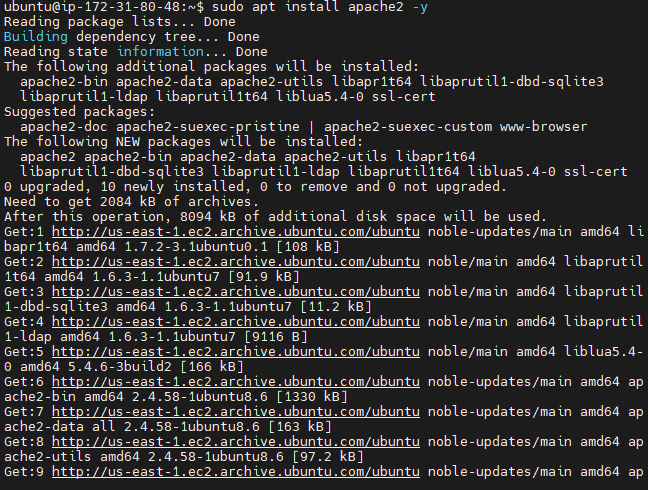 ubuntu@ip-172-31-80-48:~$ sudo apt install apache2 -y
Reading package lists... Done
Building dependency tree... Done
Reading state information... Done
The following additional packages will be installed:
  apache2-bin apache2-data apache2-utils libapr1t64 libaprutil1-dbd-sqlite3
  libaprutil1-ldap libaprutil1t64 liblua5.4-0 ssl-cert
Suggested packages:
  apache2-doc apache2-suexec-pristine | apache2-suexec-custom www-browser
The following NEW packages will be installed:
  apache2 apache2-bin apache2-data apache2-utils libapr1t64
  libaprutil1-dbd-sqlite3 libaprutil1-ldap libaprutil1t64 liblua5.4-0 ssl-cert
0 upgraded, 10 newly installed, 0 to remove and 0 not upgraded.
Need to get 2084 kB of archives.
After this operation, 8094 kB of additional disk space will be used.
Get:1 http://us-east-1.ec2.archive.ubuntu.com/ubuntu noble-updates/main amd64 li
bapr1t64 amd64 1.7.2-3.1ubuntu0.1 [108 kB]
Get:2 http://us-east-1.ec2.archive.ubuntu.com/ubuntu noble/main amd64 libaprutil
1t64 amd64 1.6.3-1.1ubuntu7 [91.9 kB]
Get:3 http://us-east-1.ec2.archive.ubuntu.com/ubuntu noble/main amd64 libaprutil
1-dbd-sqlite3 amd64 1.6.3-1.1ubuntu7 [11.2 kB]
Get:4 http://us-east-1.ec2.archive.ubuntu.com/ubuntu noble/main amd64 libaprutil
1-ldap amd64 1.6.3-1.1ubuntu7 [9116 B]
Get:5 http://us-east-1.ec2.archive.ubuntu.com/ubuntu noble/main amd64 liblua5.4-
0 amd64 5.4.6-3build2 [166 kB]
Get:6 http://us-east-1.ec2.archive.ubuntu.com/ubuntu noble-updates/main amd64 ap
ache2-bin amd64 2.4.58-1ubuntu8.6 [1330 kB]
Get:7 http://us-east-1.ec2.archive.ubuntu.com/ubuntu noble-updates/main amd64 ap
ache2-data all 2.4.58-1ubuntu8.6 [163 kB]
Get:8 http://us-east-1.ec2.archive.ubuntu.com/ubuntu noble-updates/main amd64 ap
ache2-utils amd64 2.4.58-1ubuntu8.6 [97.2 kB]
Get:9 http://us-east-1.ec2.archive.ubuntu.com/ubuntu noble-updates/main amd64 ap